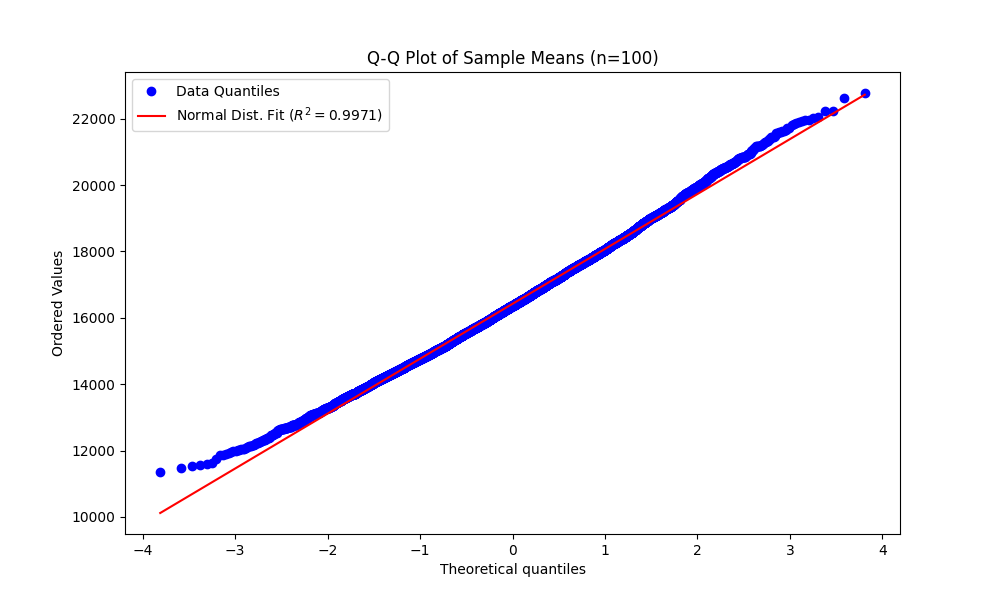 Q-Q Plot of Sample Means (n=100)
Data Quantiles
Normal Dist. Fit (R² = 0.9971)
Ordered Values
22000
20000
18000
16000
14000
12000
10000
−4 −3 −2 −1 0 1 2 3 4
Theoretical quantiles